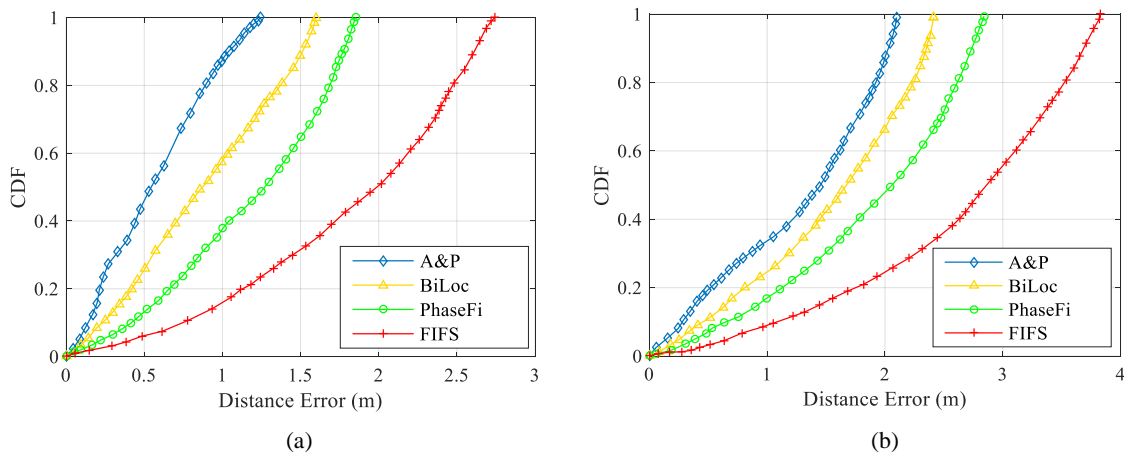 1
0.8
0.6
0.4
0.2
0
CDF
0 0.5 1 1.5 2 2.5 3
Distance Error (m)
A&P
BiLoc
PhaseFi
FIFS
(a)
1
0.8
0.6
0.4
0.2
0
CDF
0 1 2 3 4
Distance Error (m)
A&P
BiLoc
PhaseFi
FIFS
(b)